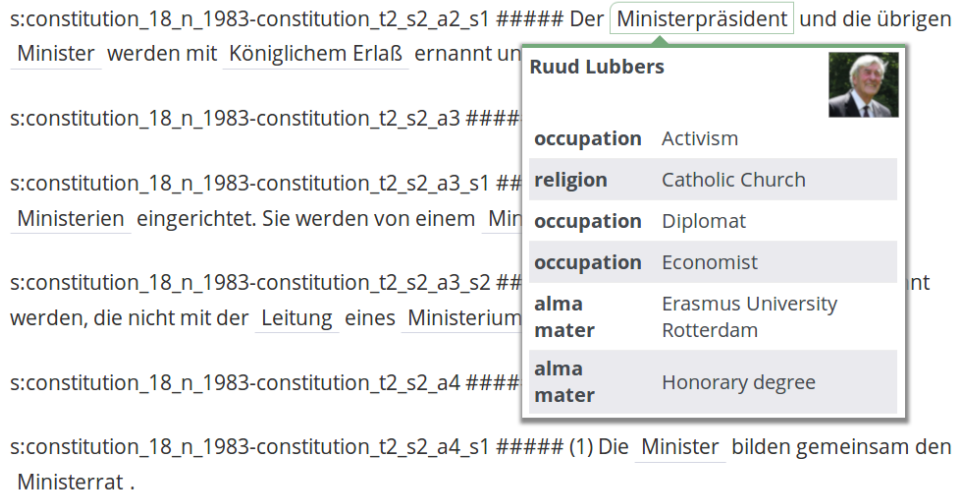 s:constitution_18_n_1983-constitution_t2_s2_a2_s1 ##### Der Ministerpräsident und die übrigen
Minister werden mit Königlichem Erlaß ernannt un
s:constitution_18_n_1983-constitution_t2_s2_a3 ####
s:constitution_18_n_1983-constitution_t2_s2_a3_s1 ##
Ministerien eingerichtet. Sie werden von einem Min
s:constitution_18_n_1983-constitution_t2_s2_a3_s2 ## nt
werden, die nicht mit der Leitung eines Ministerium
s:constitution_18_n_1983-constitution_t2_s2_a4 ####
s:constitution_18_n_1983-constitution_t2_s2_a4_s1 ##### (1) Die Minister bilden gemeinsam den
Ministerrat .
Ruud Lubbers
occupation Activism
religion Catholic Church
occupation Diplomat
occupation Economist
alma mater Erasmus University
Rotterdam
alma mater Honorary degree